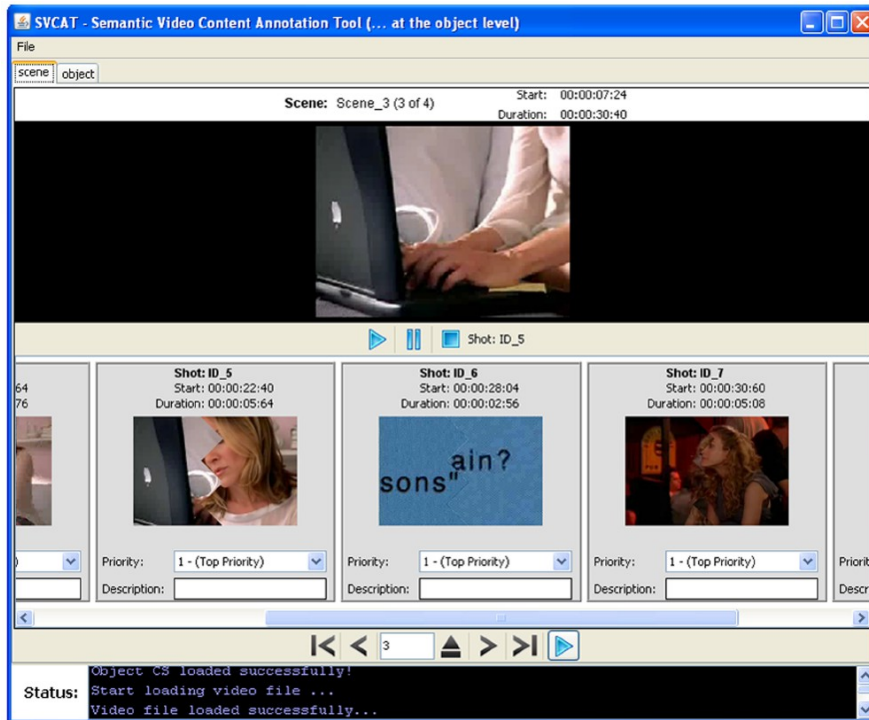 SVCAT - Semantic Video Content Annotation Tool (... at the object level)
File
scene object
Scene: Scene_3 (3 of 4)
Start: 00:00:07:24
Duration: 00:00:30:40
Shot: ID_5
64
76
Shot: ID_5
Start: 00:00:22:40
Duration: 00:00:05:64
Priority: 1 - (Top Priority)
Description:
Shot: ID_6
Start: 00:00:28:04
Duration: 00:00:02:56
ain?
sons"
Priority: 1 - (Top Priority)
Description:
Shot: ID_7
Start: 00:00:30:60
Duration: 00:00:05:08
Priority: 1 - (Top Priority)
Description:
Priorit
Descr
3
Status:
Object CS loaded successfully!
Start loading video file ...
Video file loaded successfully...